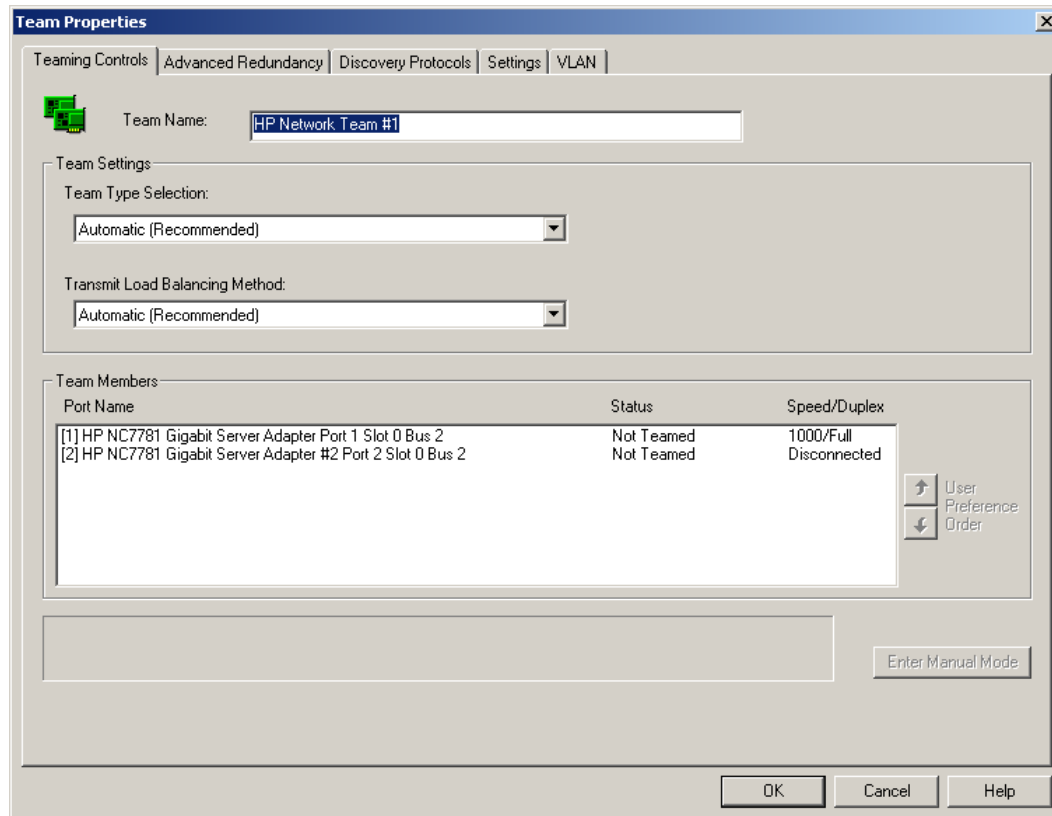 Team Properties
Teaming Controls Advanced Redundancy Discovery Protocols Settings VLAN
Team Name: HP Network Team #1
Team Settings
Team Type Selection:
Automatic (Recommended)
Transmit Load Balancing Method:
Automatic (Recommended)
Team Members
Port Name Status Speed/Duplex
[1] HP NC7781 Gigabit Server Adapter Port 1 Slot 0 Bus 2 Not Teamed 1000/Full
[2] HP NC7781 Gigabit Server Adapter #2 Port 2 Slot 0 Bus 2 Not Teamed Disconnected
User
Preference
Order
Enter Manual Mode
OK Cancel Help